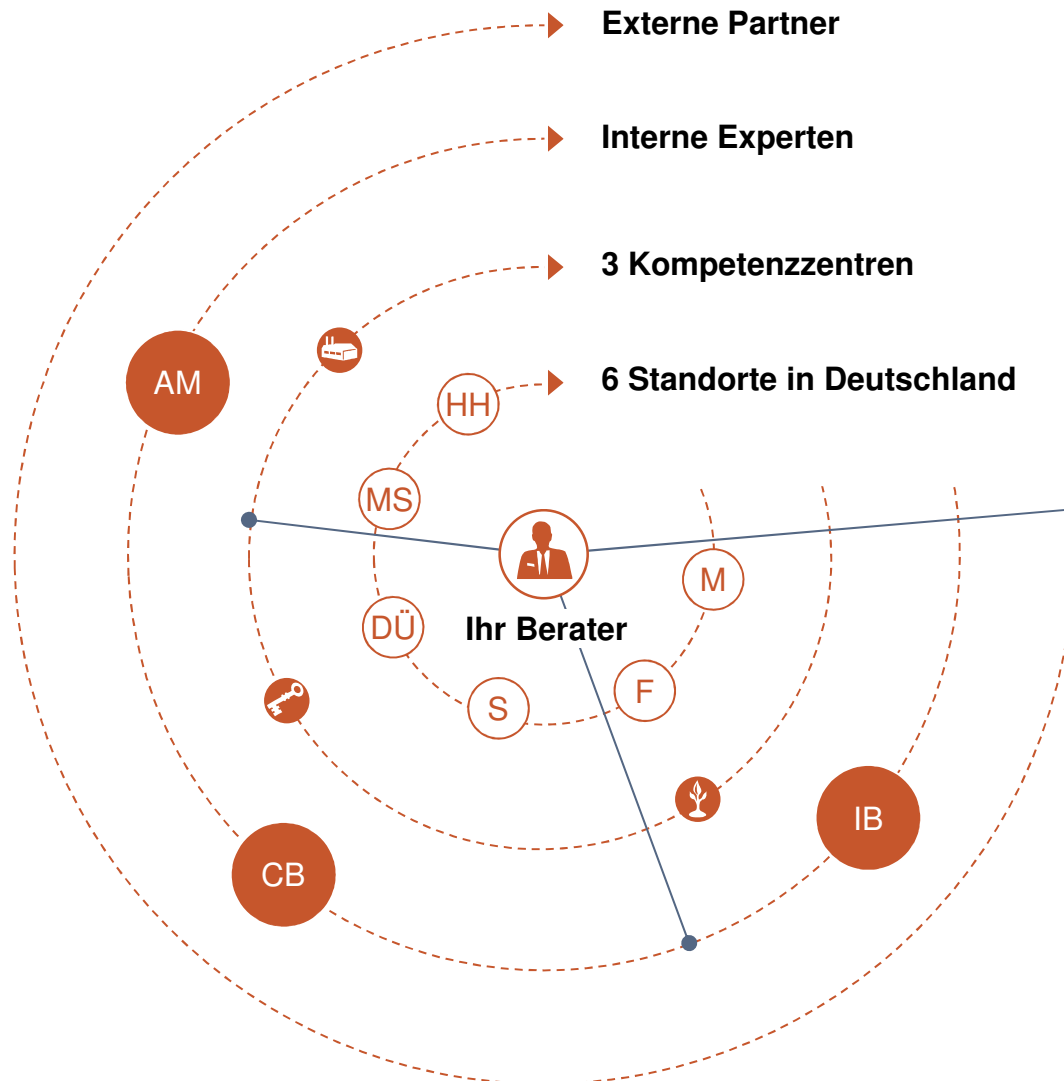 Externe Partner
Interne Experten
3 Kompetenzzentren
AM
6 Standorte in Deutschland
HH
MS
M
DÜ
Ihr Berater
F
S
IB
CB